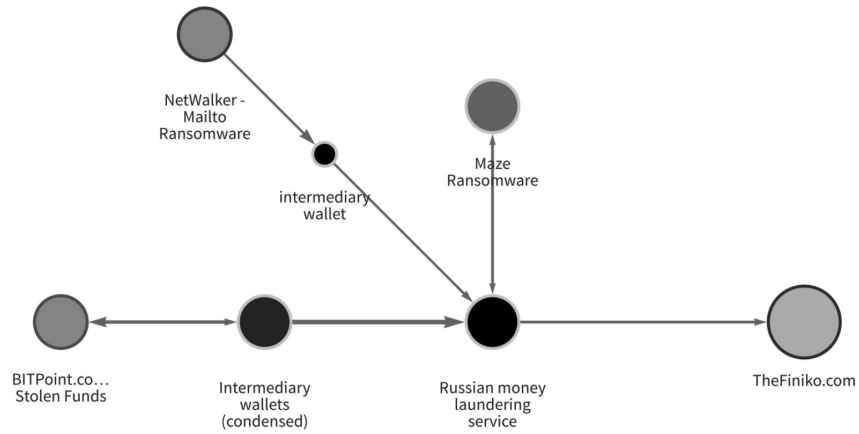 NetWalker -
Mailto
Ransomware
Maze
Ransomware
intermediary
wallet
BITPoint.co…
Stolen Funds
Intermediary
wallets
(condensed)
Russian money
laundering
service
TheFiniko.com